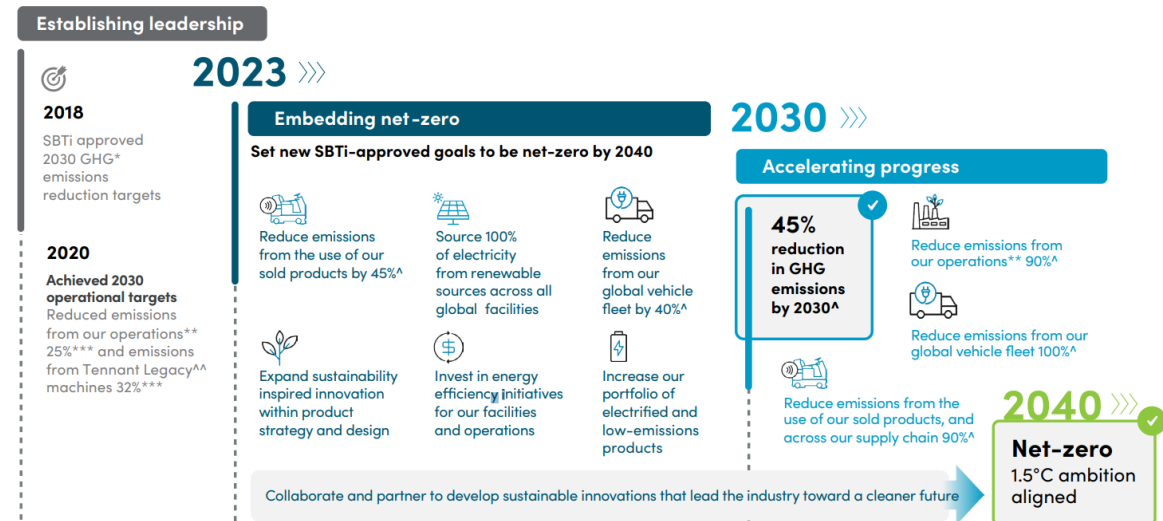 Establishing leadership
2018
SBTi approved
2030 GHG*
emissions
reduction targets
2020
Achieved 2030
operational targets
Reduced emissions
from our operations**
25%*** and emissions
from Tennant Legacy^^
machines 32%***
2023
Embedding net-zero
Set new SBTi-approved goals to be net-zero by 2040
Reduce emissions
from the use of our
sold products by 45%^
Source 100%
of electricity
from renewable
sources across all
global facilities
Reduce
emissions
from our
global vehicle
fleet by 40%^
Expand sustainability
inspired innovation
within product
strategy and design
Invest in energy
efficiency initiatives
for our facilities
and operations
Increase our
portfolio of
electrified and
low-emissions
products
2030
Accelerating progress
45%
reduction
in GHG
emissions
by 2030^
Reduce emissions from
our operations** 90%^
Reduce emissions from our
global vehicle fleet 100%^
Reduce emissions from the
use of our sold products, and
across our supply chain 90%^
2040
Net-zero
1.5°C ambition
aligned
Collaborate and partner to develop sustainable innovations that lead the industry toward a cleaner future